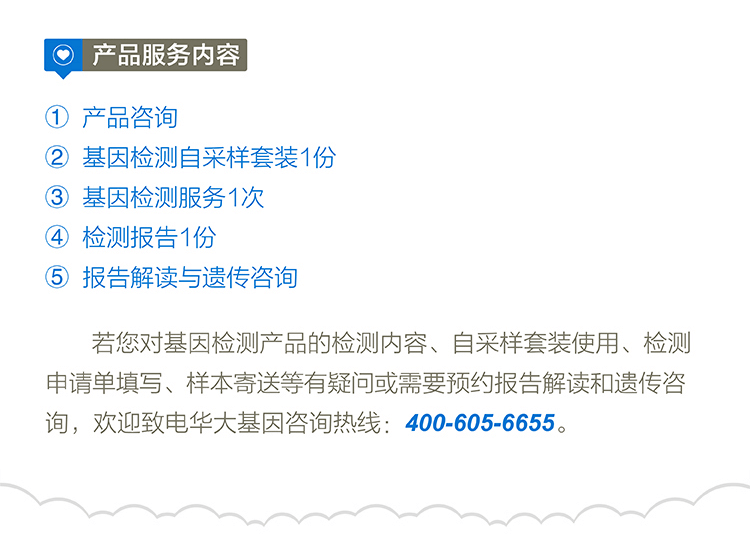 产品服务内容
① 产品咨询
② 基因检测自采样套装1份
③ 基因检测服务1次
④ 检测报告1份
⑤ 报告解读与遗传咨询
若您对基因检测产品的检测内容、自采样套装使用、检测
申请单填写、样本寄送等有疑问或需要预约报告解读和遗传咨
询，欢迎致电华大基因咨询热线：400-605-6655。